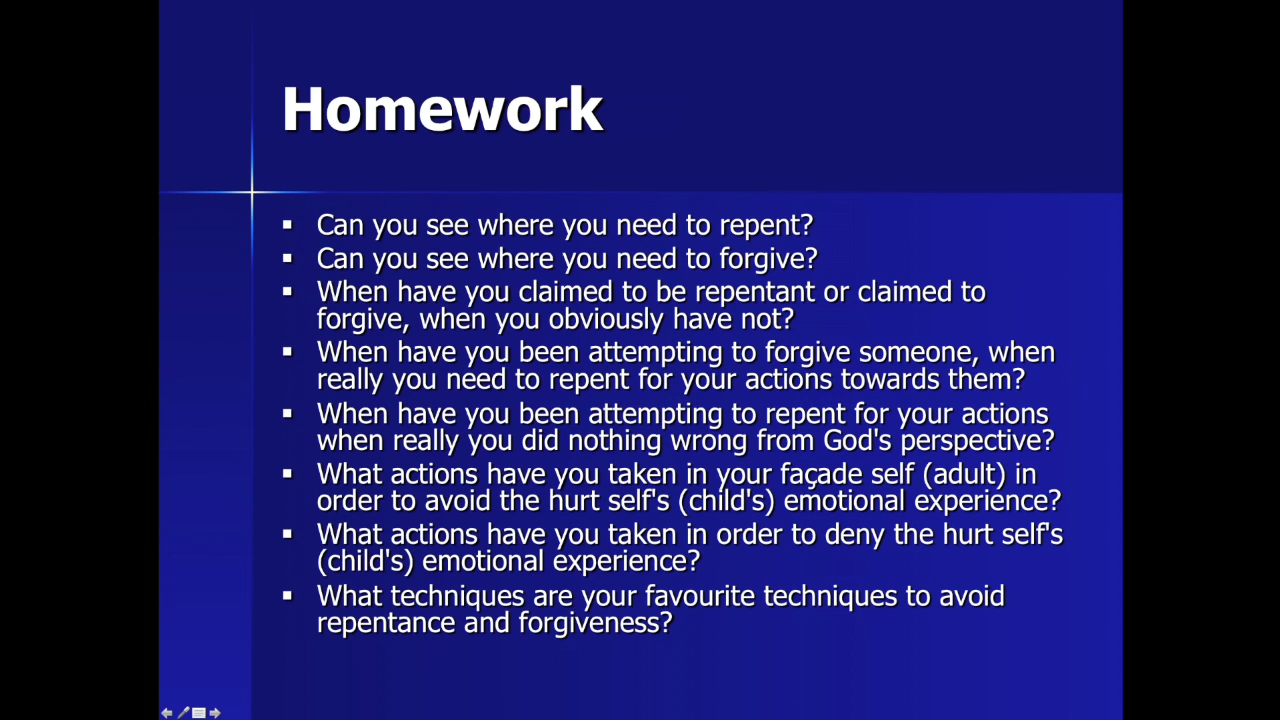 Homework
▪ Can you see where you need to repent?
▪ Can you see where you need to forgive?
▪ When have you claimed to be repentant or claimed to
forgive, when you obviously have not?
▪ When have you been attempting to forgive someone, when
really you need to repent for your actions towards them?
▪ When have you been attempting to repent for your actions
when really you did nothing wrong from God's perspective?
▪ What actions have you taken in your façade self (adult) in
order to avoid the hurt self's (child's) emotional experience?
▪ What actions have you taken in order to deny the hurt self's
(child's) emotional experience?
▪ What techniques are your favourite techniques to avoid
repentance and forgiveness?